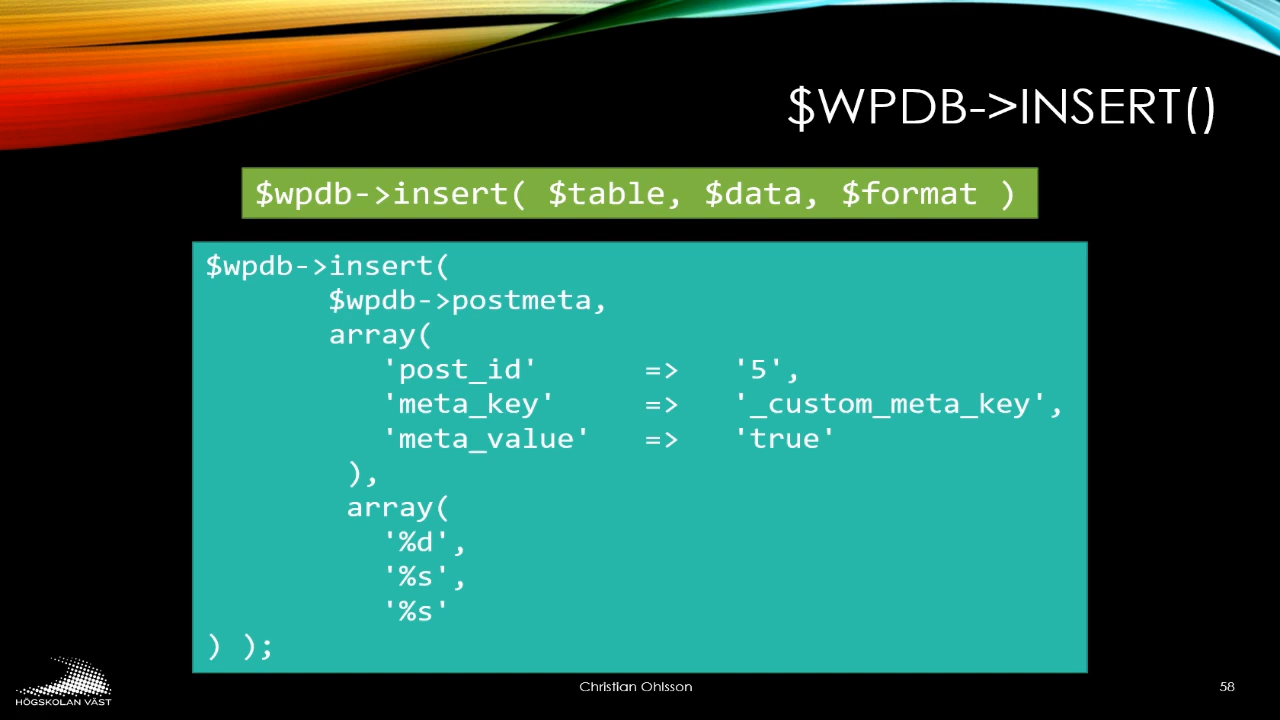 $WPDB->INSERT()
$wpdb->insert( $table, $data, $format )
$wpdb->insert(
$wpdb->postmeta,
array(
'post_id' => '5',
'meta_key' => '_custom_meta_key',
'meta_value' => 'true'
),
array(
'%d',
'%s',
'%s'
) );
HÖGSKOLAN VÄST
Christian Ohlsson
58